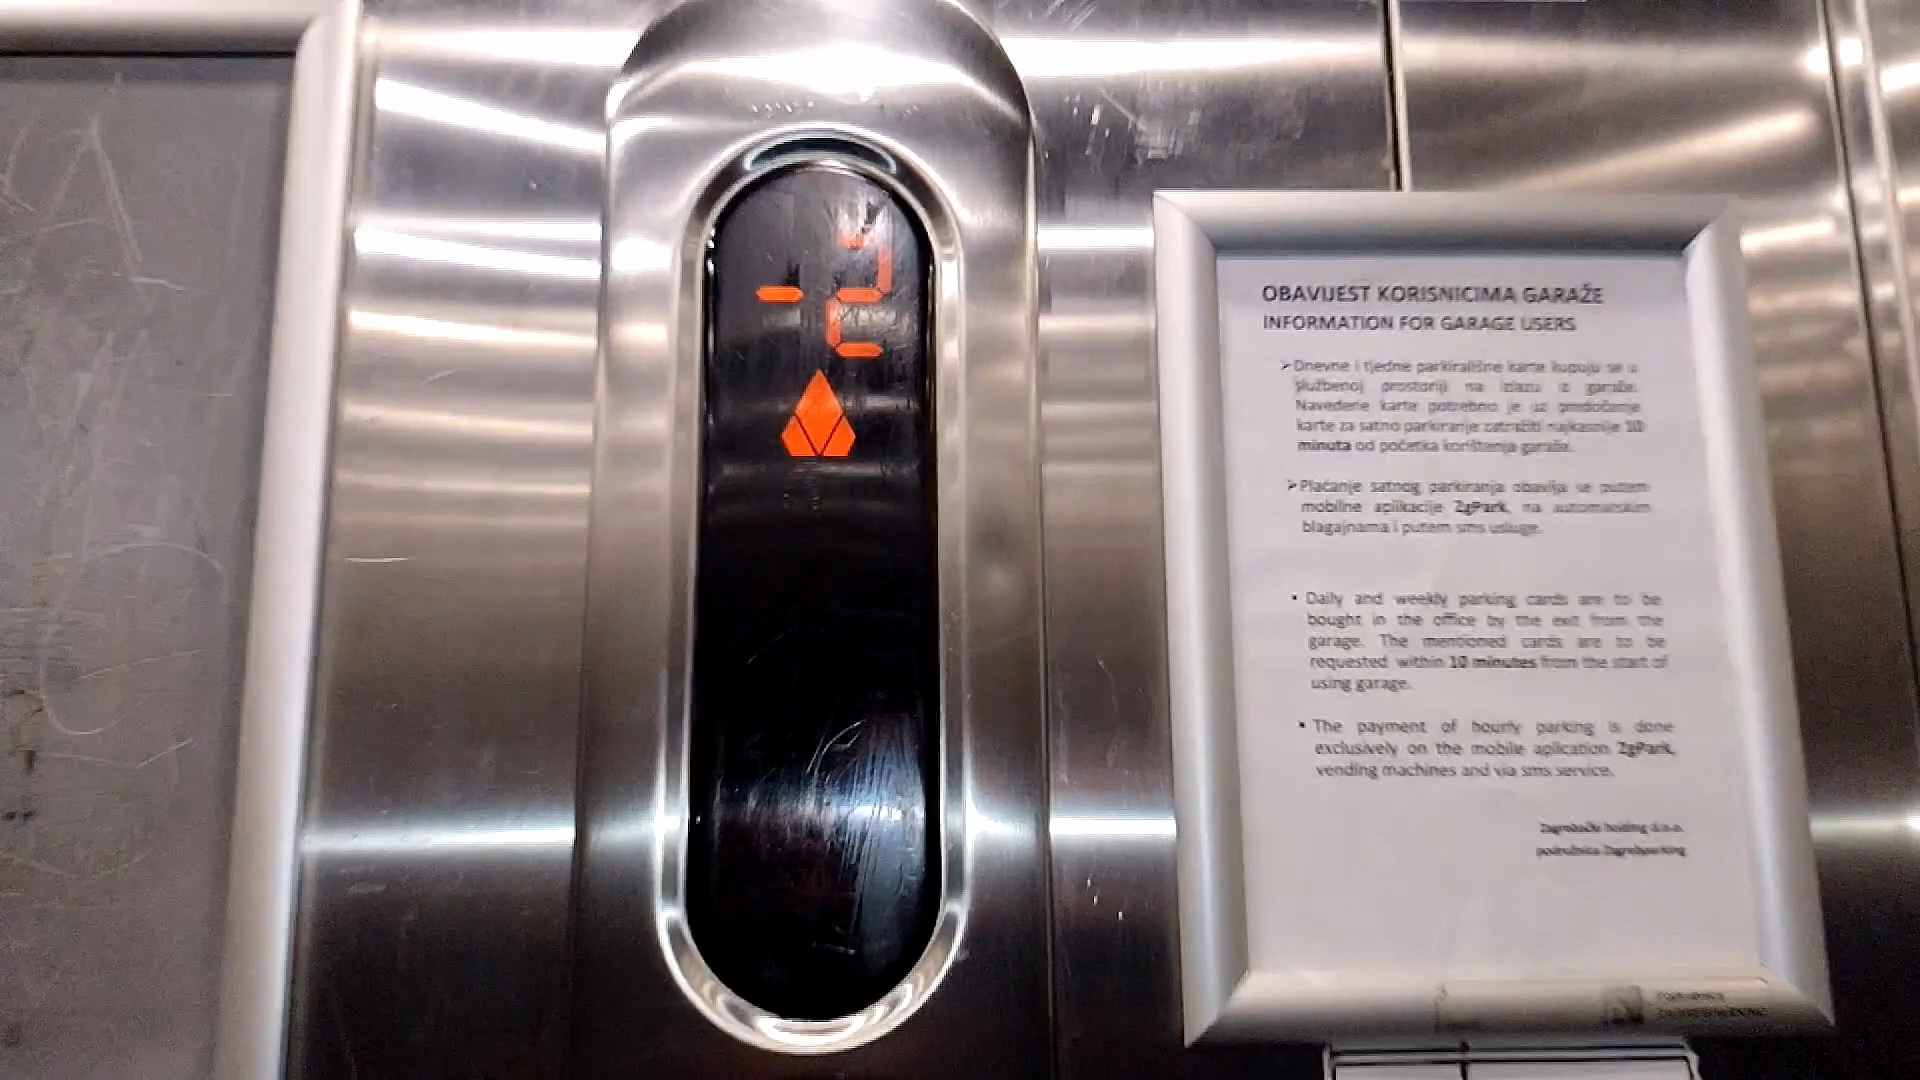 -2
OBAVIJEST KORISNICIMA GARAŽE
INFORMATION FOR GARAGE USERS
➢ Dnevne i tjedne parkirališne karte kupuju se u
službenoj prostoriji na izlazu iz garaže.
Navedene karte potrebno je uz predočenje
karte za satno parkiranje zatražiti najkasnije 10
minuta od početka korištenja garaže.
➢ Plaćanje satnog parkiranja obavlja se putem
mobilne aplikacije ZgPark, na automatskim
blagajnama i putem sms usluge.
• Daily and weekly parking cards are to be
bought in the office by the exit from the
garage. The mentioned cards are to be
requested within 10 minutes from the start of
using garage.
• The payment of hourly parking is done
exclusively on the mobile aplication ZgPark,
vending machines and via sms service.
Zagrebački holding d.o.o.
podružnica Zagrebparking